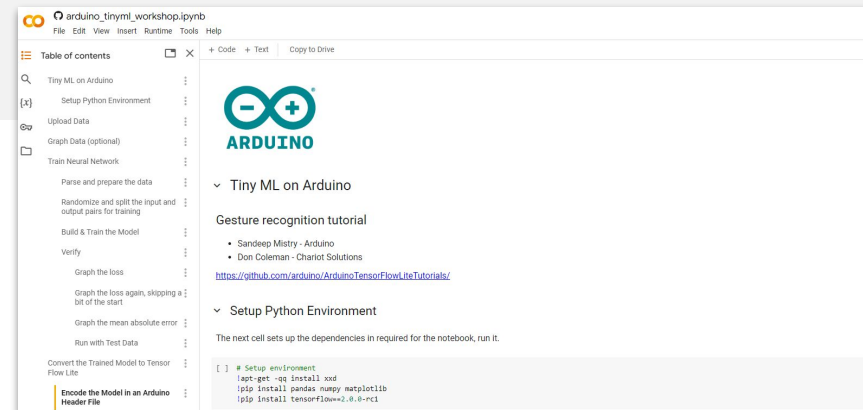 arduino_tinyml_workshop.ipynb
File Edit View Insert Runtime Tools Help
Table of contents
+ Code + Text Copy to Drive
Tiny ML on Arduino
Setup Python Environment
Upload Data
Graph Data (optional)
Train Neural Network
Parse and prepare the data
Randomize and split the input and
output pairs for training
Build & Train the Model
Verify
Graph the loss
Graph the loss again, skipping a
bit of the start
Graph the mean absolute error
Run with Test Data
Convert the Trained Model to Tensor
Flow Lite
Encode the Model in an Arduino
Header File
{x}
ARDUINO
Tiny ML on Arduino
Gesture recognition tutorial
• Sandeep Mistry - Arduino
• Don Coleman - Chariot Solutions
https://github.com/arduino/ArduinoTensorFlowLiteTutorials/
Setup Python Environment
The next cell sets up the dependencies in required for the notebook, run it.
[ ] # Setup environment
!apt-get -qq install xxd
!pip install pandas numpy matplotlib
!pip install tensorflow==2.0.0-rc1